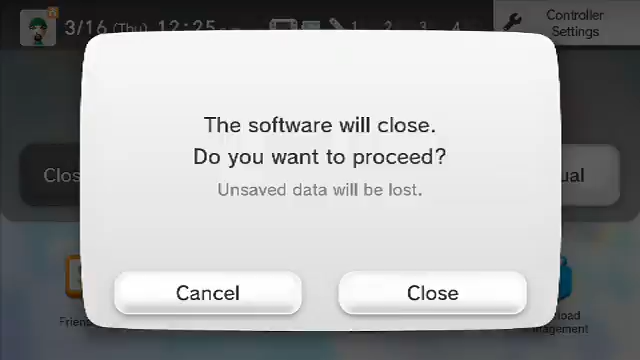 3/16 (Thu) 12:25
1 2 3 4
Controller
Settings
The software will close.
Do you want to proceed?
Unsaved data will be lost.
Cancel
Close